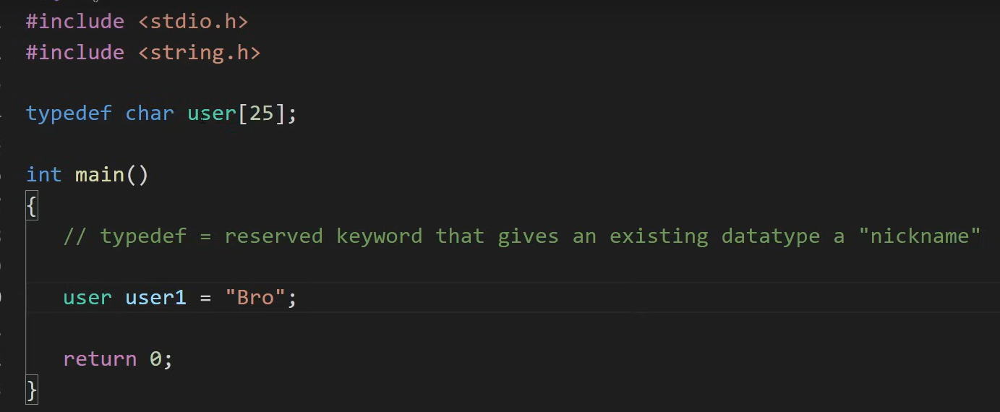 #include <stdio.h>
#include <string.h>
typedef char user[25];
int main()
{
// typedef = reserved keyword that gives an existing datatype a "nickname"
user user1 = "Bro";
return 0;
}